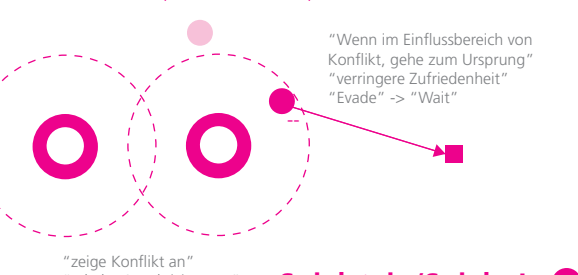 “Wenn im Einflussbereich von
Konflikt, gehe zum Ursprung”
“verringere Zufriedenheit”
“Evade” -> “Wait”
--
“zeige Konflikt an”